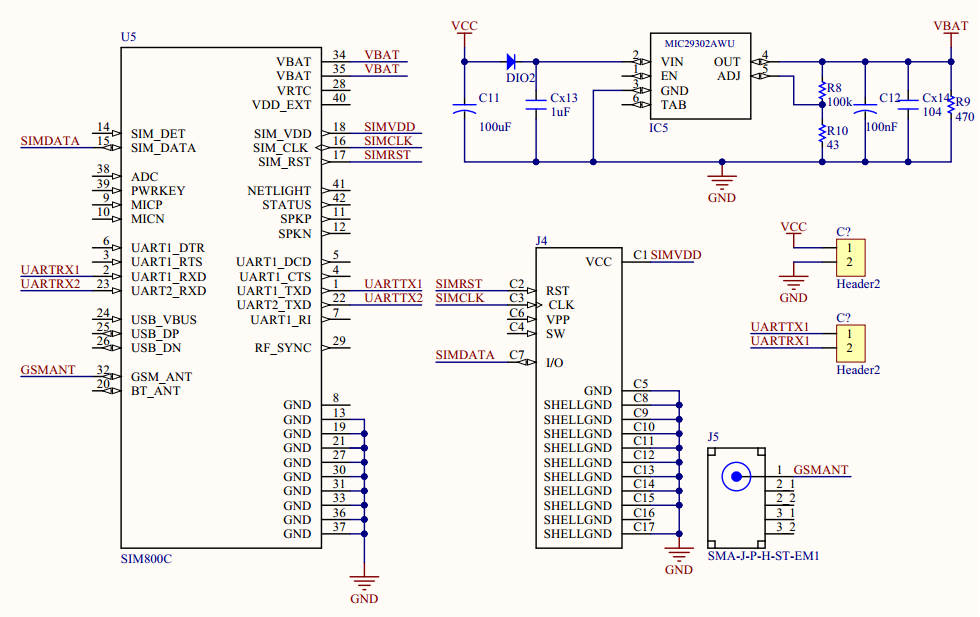 U5
VBAT 34 VBAT
VBAT 35 VBAT
VRTC 28
VDD_EXT 40
14 SIM_DET SIM_VDD 18 SIMVDD
SIMDATA 15 SIM_DATA SIM_CLK 16 SIMCLK
SIM_RST 17 SIMRST
38 ADC
39 PWRKEY NETLIGHT 41
9 MICP STATUS 42
10 MICN SPKP 11
SPKN 12
6 UART1_DTR
3 UART1_RTS UART1_DCD 5
UARTRX1 2 UART1_RXD UART1_CTS 4
UARTRX2 23 UART2_RXD UART1_TXD 1 UARTTX1
UART2_TXD 22 UARTTX2
24 USB_VBUS UART1_RI 7
25 USB_DP
26 USB_DN RF_SYNC 29
GSMANT 32 GSM_ANT
20 BT_ANT
GND 8
GND 13
GND 19
GND 21
GND 27
GND 30
GND 31
GND 33
GND 36
GND 37
SIM800C
GND
VCC VBAT
MIC29302AWU
2 VIN OUT 4
1 EN ADJ 5
3 GND
6 TAB
IC5
DIO2
C11
100uF
Cx13
1uF
R8
100k
R10
43
C12
100nF
Cx14
104
R9
470
GND
J4
VCC C1 SIMVDD
SIMRST C2 RST
SIMCLK C3 CLK
C6 VPP
C4 SW
SIMDATA C7 I/O
GND C5
SHELLGND C8
SHELLGND C9
SHELLGND C10
SHELLGND C11
SHELLGND C12
SHELLGND C13
SHELLGND C14
SHELLGND C15
SHELLGND C16
SHELLGND C17
GND
VCC C?
1
2
GND Header2
C?
UARTTX1 1
UARTRX1 2
Header2
J5
1 GSMANT
2_1
2_2
3_1
3_2
SMA-J-P-H-ST-EM1